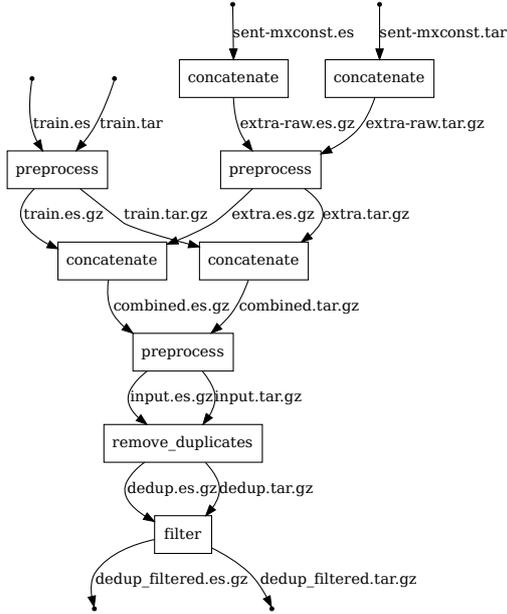 sent-mxconst.es
sent-mxconst.tar
concatenate
concatenate
train.es
train.tar
extra-raw.es.gz
extra-raw.tar.gz
preprocess
preprocess
train.es.gz
train.tar.gz
extra.es.gz
extra.tar.gz
concatenate
concatenate
combined.es.gz
combined.tar.gz
preprocess
input.es.gz
input.tar.gz
remove_duplicates
dedup.es.gz
dedup.tar.gz
filter
dedup_filtered.es.gz
dedup_filtered.tar.gz